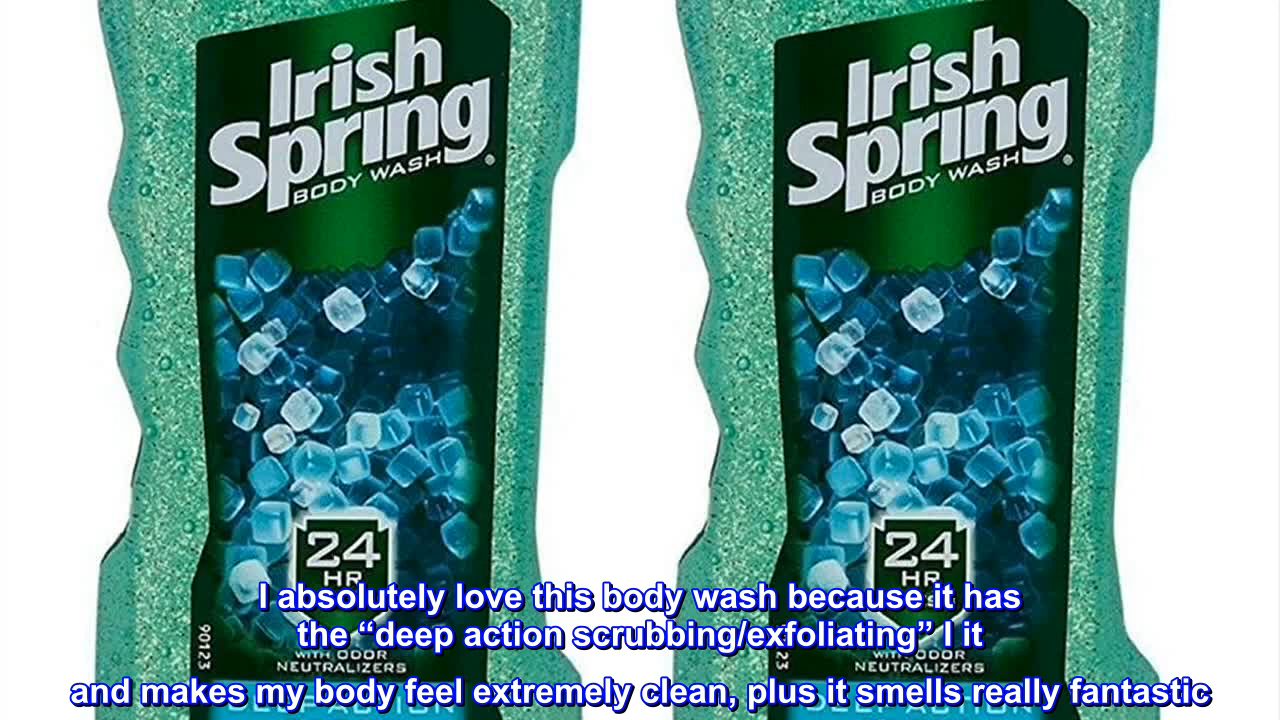 Irish
Spring®
BODY WASH
24
HR
WITH ODOR
NEUTRALIZERS
90123
Irish
Spring®
BODY WASH
24
HR
WITH ODOR
NEUTRALIZERS
23
I absolutely love this body wash because it has
the “deep action scrubbing/exfoliating” I it
and makes my body feel extremely clean, plus it smells really fantastic